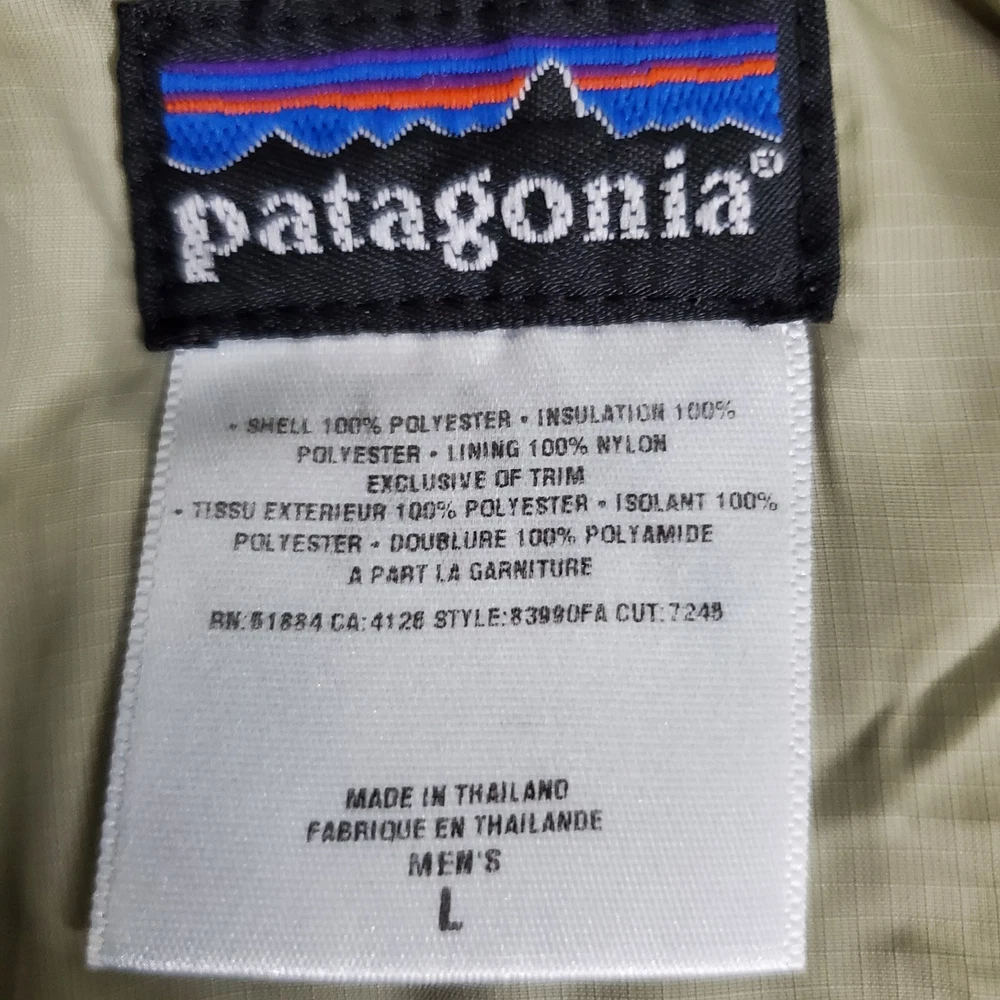 patagonia®
• SHELL 100% POLYESTER • INSULATION 100%
POLYESTER • LINING 100% NYLON
EXCLUSIVE OF TRIM
• TISSU EXTERIEUR 100% POLYESTER • ISOLANT 100%
POLYESTER • DOUBLURE 100% POLYAMIDE
A PART LA GARNITURE
RN:51884 CA:4126 STYLE:83990FA CUT:7245
MADE IN THAILAND
FABRIQUE EN THAILANDE
MEN'S
L